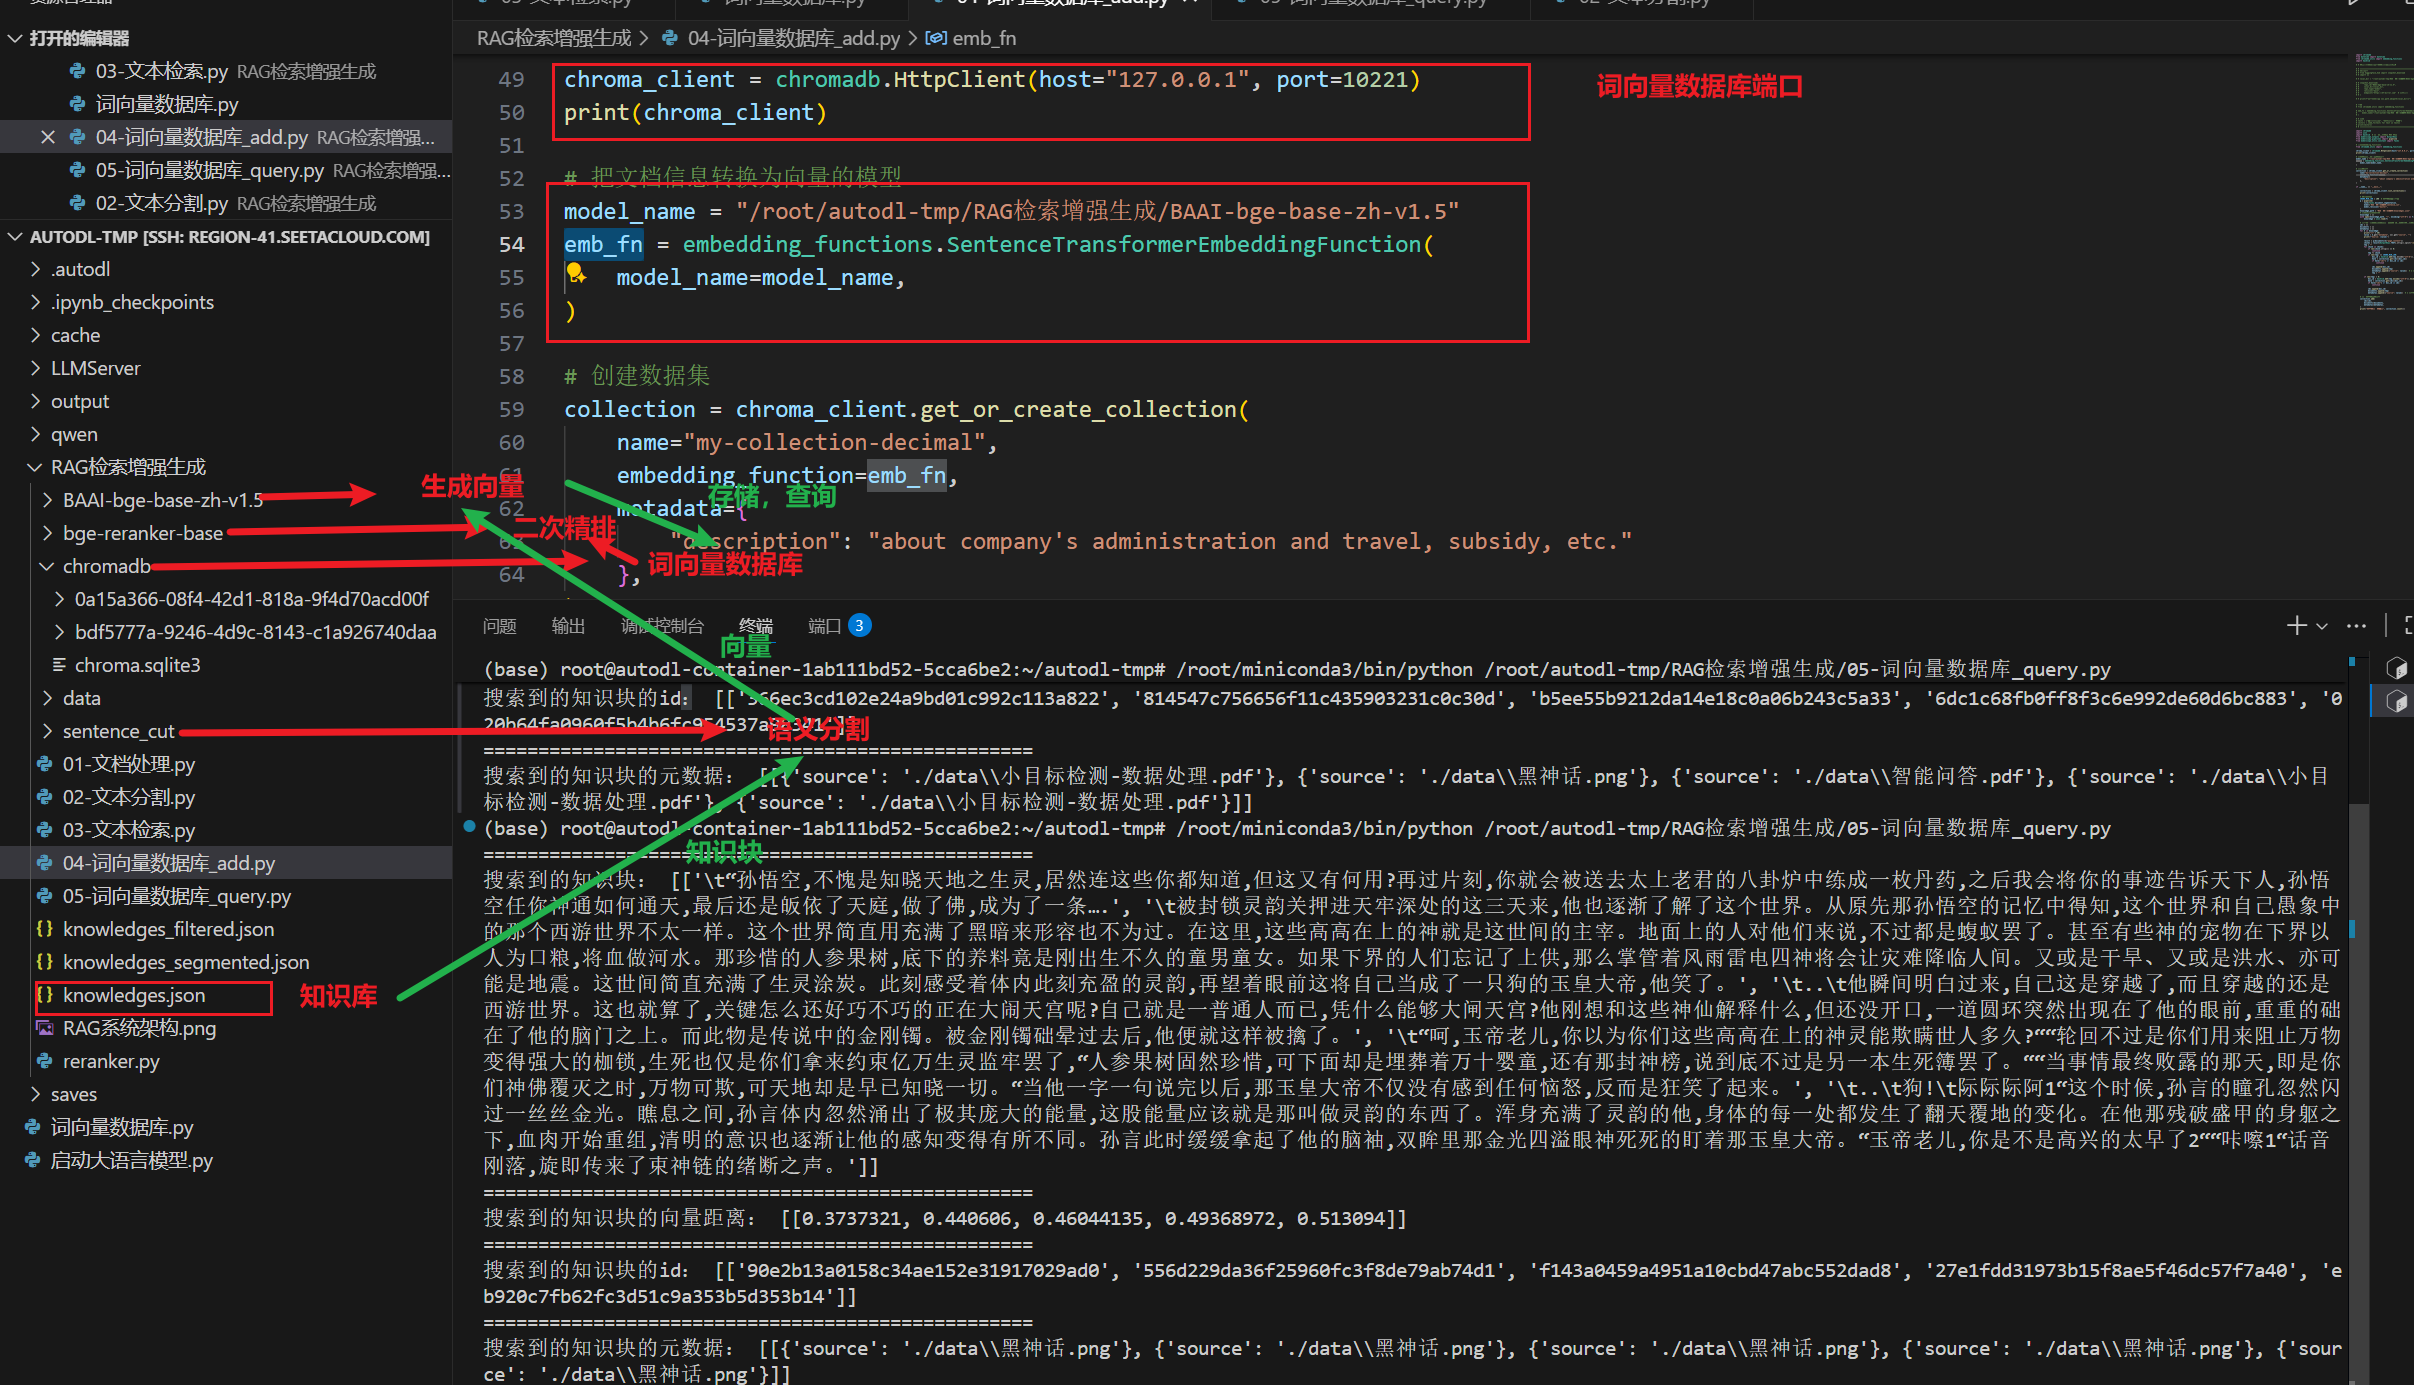 打开的编辑器
03-文本检索.py RAG检索增强生成
词向量数据库.py
04-词向量数据库_add.py RAG检索增强...
05-词向量数据库_query.py RAG检索增强...
02-文本分割.py RAG检索增强生成
AUTODL-TMP [SSH: REGION-41.SEETACLOUD.COM]
.autodl
.ipynb_checkpoints
cache
LLMServer
output
qwen
RAG检索增强生成
BAAI-bge-base-zh-v1.5
bge-reranker-base
chromadb
0a15a366-08f4-42d1-818a-9f4d70acd00f
bdf5777a-9246-4d9c-8143-c1a926740daa
chroma.sqlite3
data
sentence_cut
01-文档处理.py
02-文本分割.py
03-文本检索.py
04-词向量数据库_add.py
05-词向量数据库_query.py
knowledges_filtered.json
knowledges_segmented.json
knowledges.json
RAG系统架构.png
reranker.py
saves
词向量数据库.py
启动大语言模型.py
RAG检索增强生成 > 04-词向量数据库_add.py > emb_fn
49 chroma_client = chromadb.HttpClient(host="127.0.0.1", port=10221)
50 print(chroma_client)
51
52 # 把文档信息转换为向量的模型
53 model_name = "/root/autodl-tmp/RAG检索增强生成/BAAI-bge-base-zh-v1.5"
54 emb_fn = embedding_functions.SentenceTransformerEmbeddingFunction(
55 model_name=model_name,
56 )
57
58 # 创建数据集
59 collection = chroma_client.get_or_create_collection(
60 name="my-collection-decimal",
61 embedding_function=emb_fn,
62 metadata={
63 "description": "about company's administration and travel, subsidy, etc."
64 },
词向量数据库端口
生成向量
存储，查询
二次精排
词向量数据库
向量
语义分割
知识块
知识库
问题 输出 调试控制台 终端 端口 3
(base) root@autodl-container-1ab111bd52-5cca6be2:~/autodl-tmp# /root/miniconda3/bin/python /root/autodl-tmp/RAG检索增强生成/05-词向量数据库_query.py
搜索到的知识块的id： [['566ec3cd102e24a9bd01c992c113a822', '814547c756656f11c435903231c0c30d', 'b5ee55b9212da14e18c0a06b243c5a33', '6dc1c68fb0ff8f3c6e992de60d6bc883', '0
==================================================
搜索到的知识块的元数据： [[{'source': './data\\小目标检测-数据处理.pdf'}, {'source': './data\\黑神话.png'}, {'source': './data\\智能问答.pdf'}, {'source': './data\\小目
标检测-数据处理.pdf'}, {'source': './data\\小目标检测-数据处理.pdf'}]]
(base) root@autodl-container-1ab111bd52-5cca6be2:~/autodl-tmp# /root/miniconda3/bin/python /root/autodl-tmp/RAG检索增强生成/05-词向量数据库_query.py
==================================================
搜索到的知识块： [['\t“孙悟空,不愧是知晓天地之生灵,居然连这些你都知道,但这又有何用?再过片刻,你就会被送去太上老君的八卦炉中练成一枚丹药,之后我会将你的事迹告诉天下人,孙悟
空任你神通如何通天,最后还是皈依了天庭,做了佛,成为了一条….', '\t被封锁灵韵关押进天牢深处的这三天来,他也逐渐了解了这个世界。从原先那孙悟空的记忆中得知,这个世界和自己愚象中
的那个西游世界不太一样。这个世界简直用充满了黑暗来形容也不为过。在这里,这些高高在上的神就是这世间的主宰。地面上的人对他们来说,不过都是蝮蚁罢了。甚至有些神的宠物在下界以
人为口粮,将血做河水。那珍惜的人参果树,底下的养料竟是刚出生不久的童男童女。如果下界的人们忘记了上供,那么掌管着风雨雷电四神将会让灾难降临人间。又或是干旱、又或是洪水、亦可
能是地震。这世间简直充满了生灵涂炭。此刻感受着体内此刻充盈的灵韵,再望着眼前这将自己当成了一只狗的玉皇大帝,他笑了。', '\t..\t他瞬间明白过来,自己这是穿越了,而且穿越的还是
西游世界。这也就算了,关键怎么还好巧不巧的正在大闹天宫呢?自己就是一普通人而已,凭什么能够大闸天宫?他刚想和这些神仙解释什么,但还没开口,一道圆环突然出现在了他的眼前,重重的础
在了他的脑门之上。而此物是传说中的金刚镯。被金刚镯础晕过去后,他便就这样被擒了。', '\t“呵,玉帝老儿,你以为你们这些高高在上的神灵能欺瞒世人多久?““轮回不过是你们用来阻止万物
变得强大的枷锁,生死也仅是你们拿来约束亿万生灵监牢罢了,“人参果树固然珍惜,可下面却是埋葬着万十婴童,还有那封神榜,说到底不过是另一本生死簿罢了。““当事情最终败露的那天,即是你
们神佛覆灭之时,万物可欺,可天地却是早已知晓一切。“当他一字一句说完以后,那玉皇大帝不仅没有感到任何恼怒,反而是狂笑了起来。', '\t..\t狗!\t际际际阿1“这个时候,孙言的瞳孔忽然闪
过一丝丝金光。瞧息之间,孙言体内忽然涌出了极其庞大的能量,这股能量应该就是那叫做灵韵的东西了。浑身充满了灵韵的他,身体的每一处都发生了翻天覆地的变化。在他那残破盛甲的身躯之
下,血肉开始重组,清明的意识也逐渐让他的感知变得有所不同。孙言此时缓缓拿起了他的脑袖,双眸里那金光四溢眼神死死的盯着那玉皇大帝。“玉帝老儿,你是不是高兴的太早了2““咔嚓1“话音
刚落,旋即传来了束神链的绪断之声。']]
==================================================
搜索到的知识块的向量距离： [[0.3737321, 0.440606, 0.46044135, 0.49368972, 0.513094]]
==================================================
搜索到的知识块的id： [['90e2b13a0158c34ae152e31917029ad0', '556d229da36f25960fc3f8de79ab74d1', 'f143a0459a4951a10cbd47abc552dad8', '27e1fdd31973b15f8ae5f46dc57f7a40', 'e
b920c7fb62fc3d51c9a353b5d353b14']]
==================================================
搜索到的知识块的元数据： [[{'source': './data\\黑神话.png'}, {'source': './data\\黑神话.png'}, {'source': './data\\黑神话.png'}, {'source': './data\\黑神话.png'}, {'sour
ce': './data\\黑神话.png'}]]